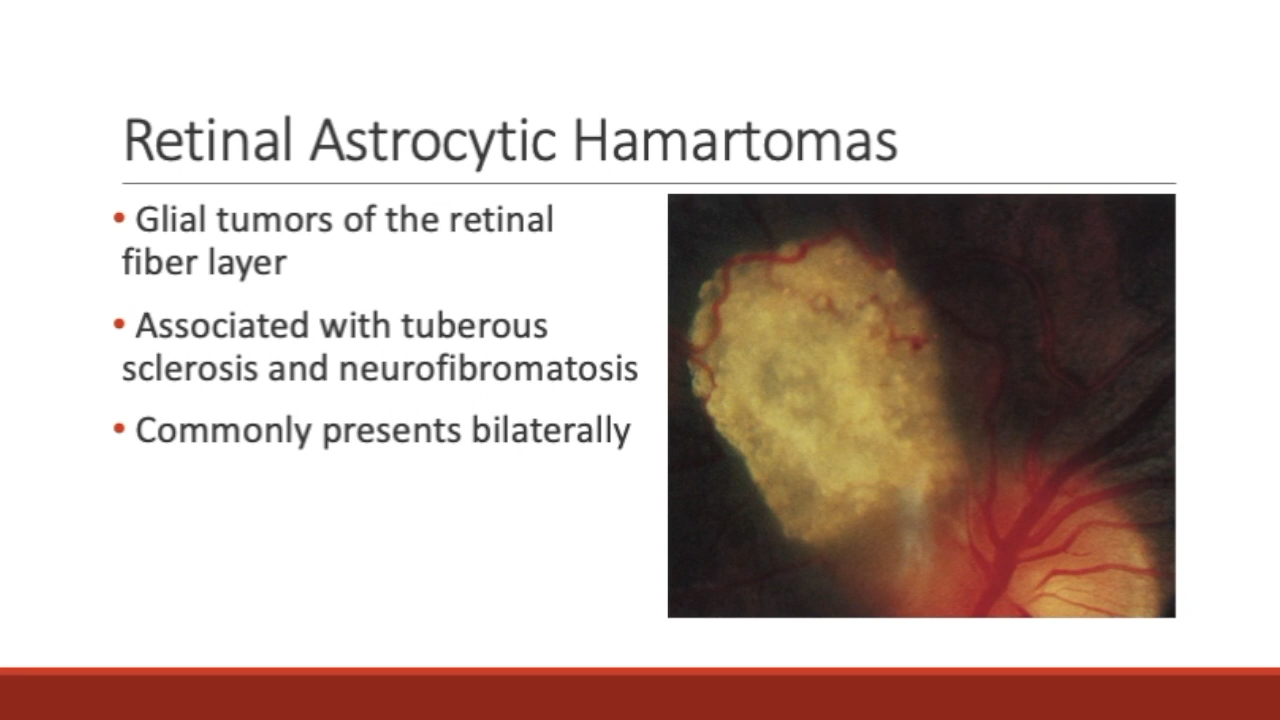 Retinal Astrocytic Hamartomas
• Glial tumors of the retinal
fiber layer
• Associated with tuberous
sclerosis and neurofibromatosis
• Commonly presents bilaterally